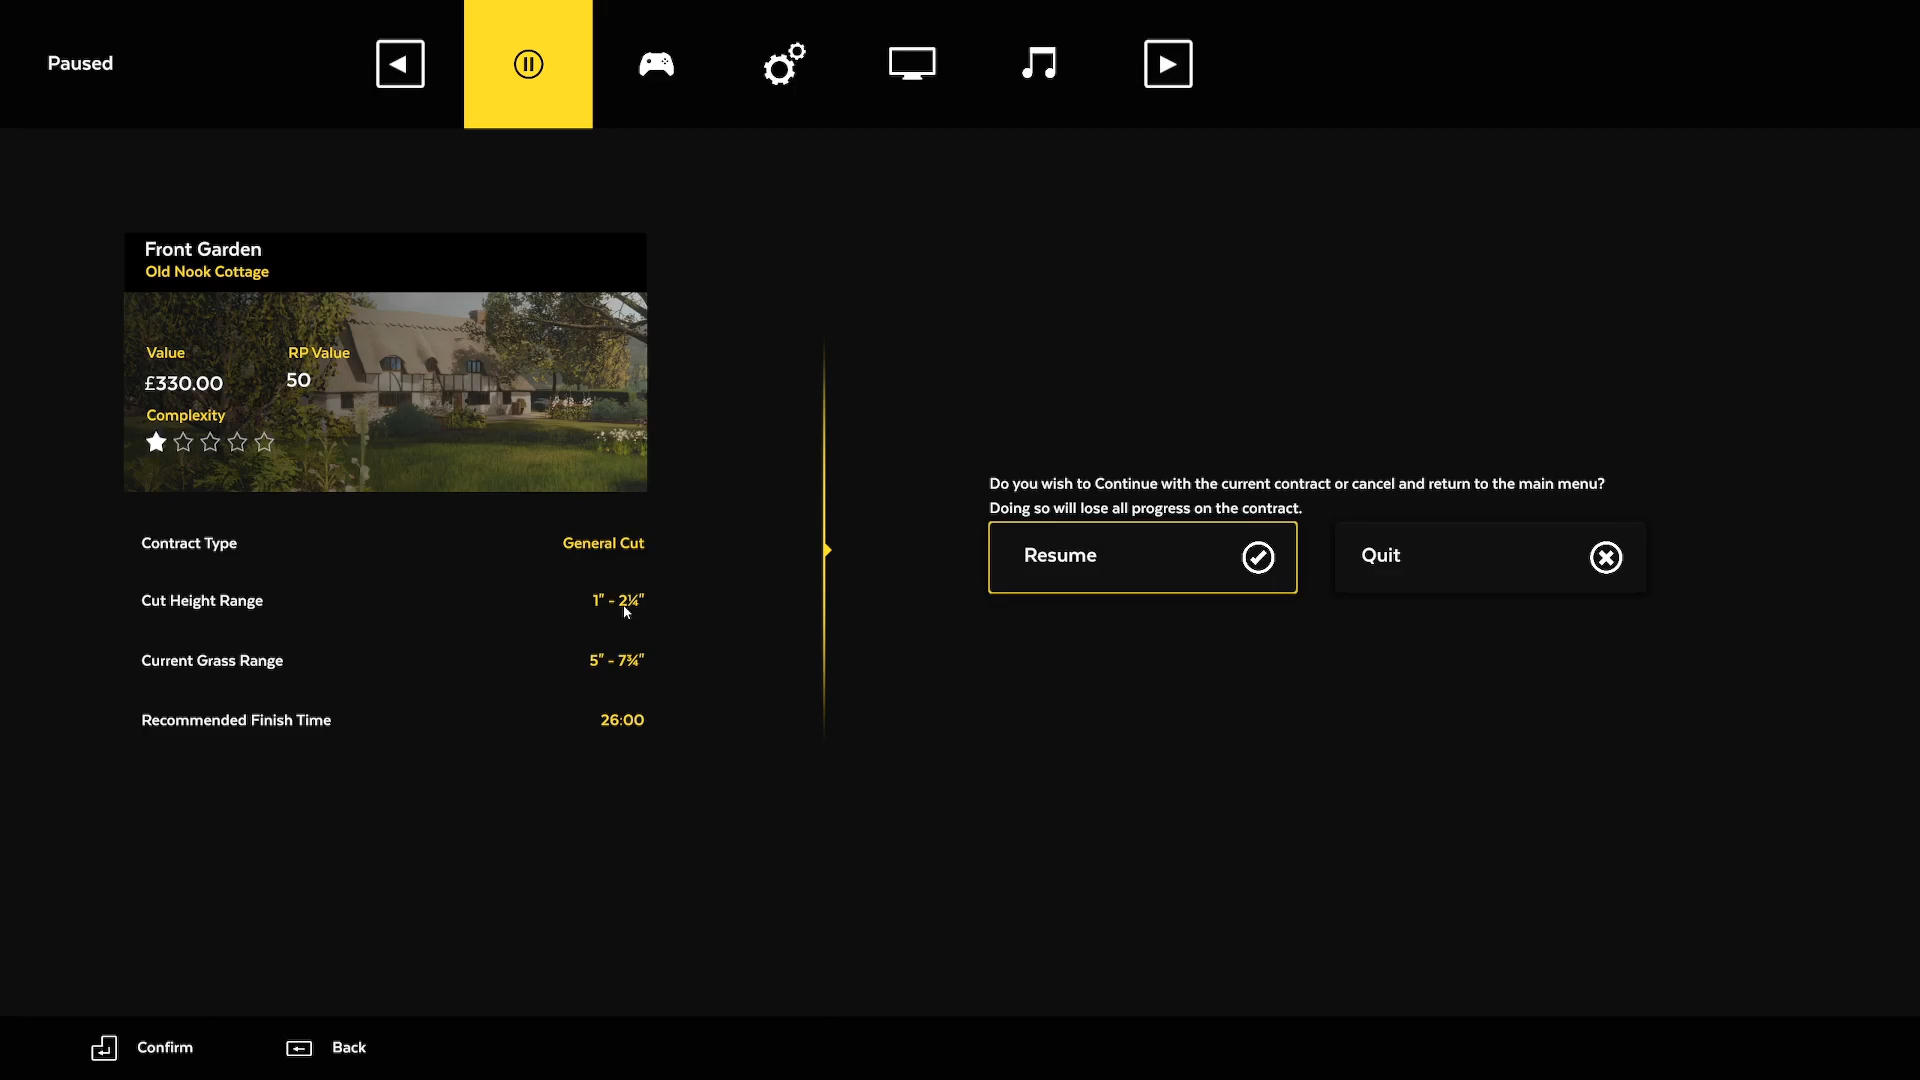 Paused
Front Garden
Old Nook Cottage
Value
RP Value
£330.00
50
Complexity
Contract Type
General Cut
Cut Height Range
1" - 2¼"
Current Grass Range
5" - 7¾"
Recommended Finish Time
26:00
Do you wish to Continue with the current contract or cancel and return to the main menu?
Doing so will lose all progress on the contract.
Resume
Quit
Confirm
Back